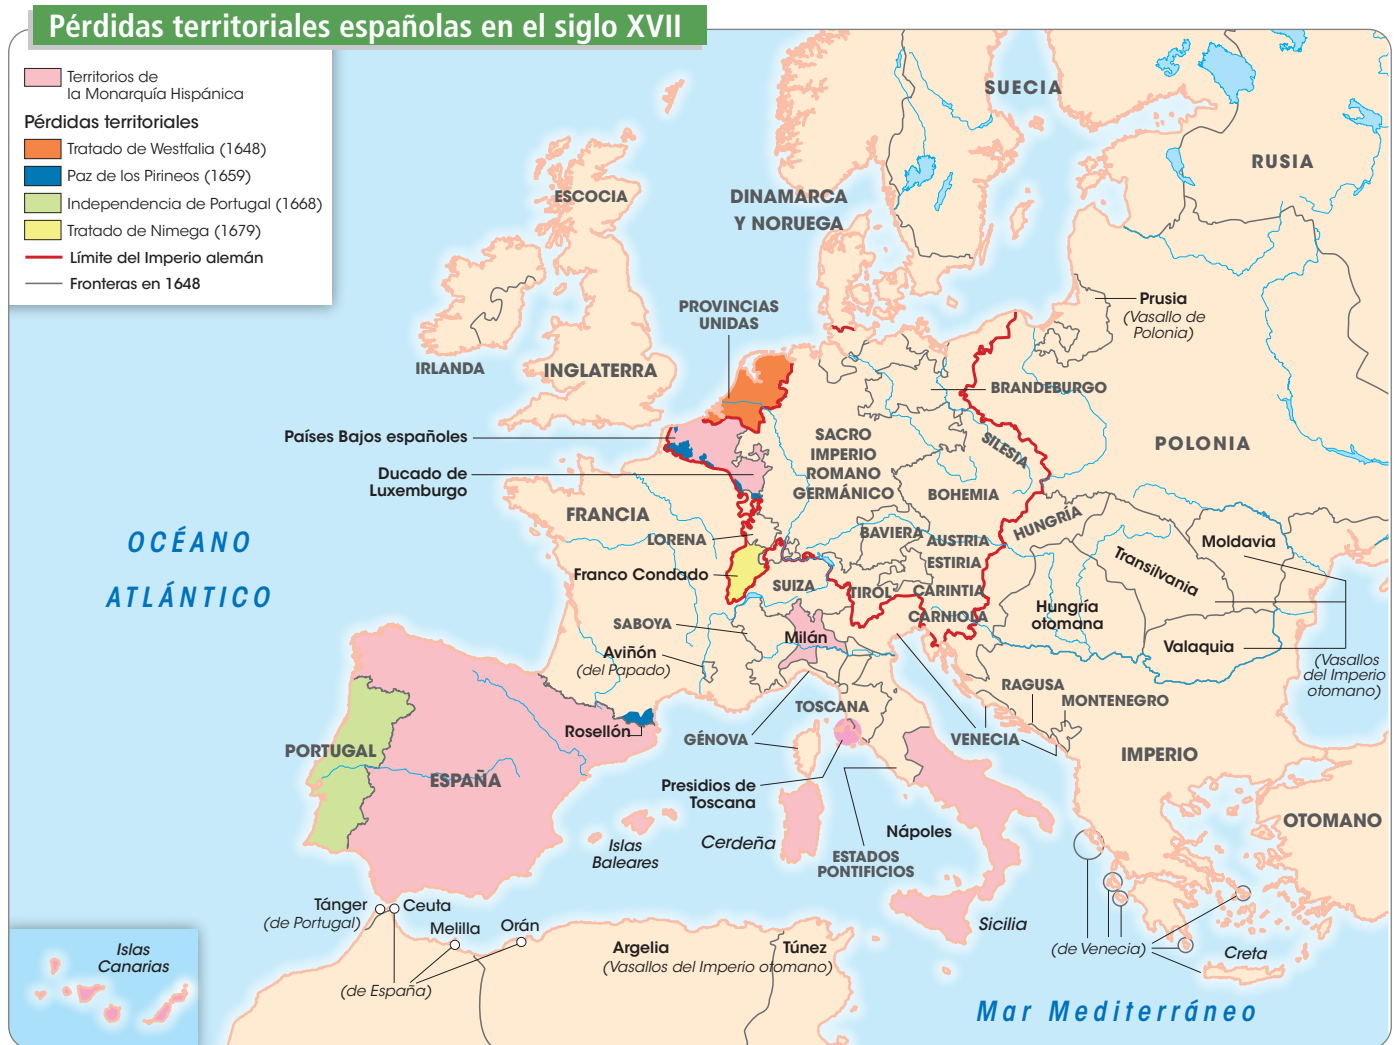 Pérdidas territoriales españolas en el siglo XVII
Territorios de
la Monarquía Hispánica
Pérdidas territoriales
Tratado de Westfalia (1648)
Paz de los Pirineos (1659)
Independencia de Portugal (1668)
Tratado de Nimega (1679)
Límite del Imperio alemán
Fronteras en 1648
SUECIA
RUSIA
ESCOCIA
DINAMARCA
Y NORUEGA
PROVINCIAS
UNIDAS
Prusia
(Vasallo de
Polonia)
IRLANDA
INGLATERRA
BRANDEBURGO
Países Bajos españoles
SACRO
IMPERIO
ROMANO
GERMÁNICO
SILESIA
POLONIA
Ducado de
Luxemburgo
BOHEMIA
FRANCIA
HUNGRÍA
OCÉANO
ATLÁNTICO
LORENA
BAVIERA
AUSTRIA
Moldavia
ESTIRIA
Transilvania
Franco Condado
SUIZA
TIROL
CARINTIA
CARNIOLA
Hungría
otomana
SABOYA
Milán
Valaquia
Aviñón
(del Papado)
(Vasallos
del Imperio
otomano)
RAGUSA
MONTENEGRO
TOSCANA
Rosellón
GÉNOVA
VENECIA
PORTUGAL
ESPAÑA
IMPERIO
OTOMANO
Presidios de
Toscana
Cerdeña
Islas
Baleares
Nápoles
ESTADOS
PONTIFICIOS
Tánger
(de Portugal)
Ceuta
Melilla
Orán
Sicilia
Argelia
Túnez
(Vasallos del Imperio otomano)
(de Venecia)
Creta
Islas
Canarias
(de España)
Mar Mediterráneo